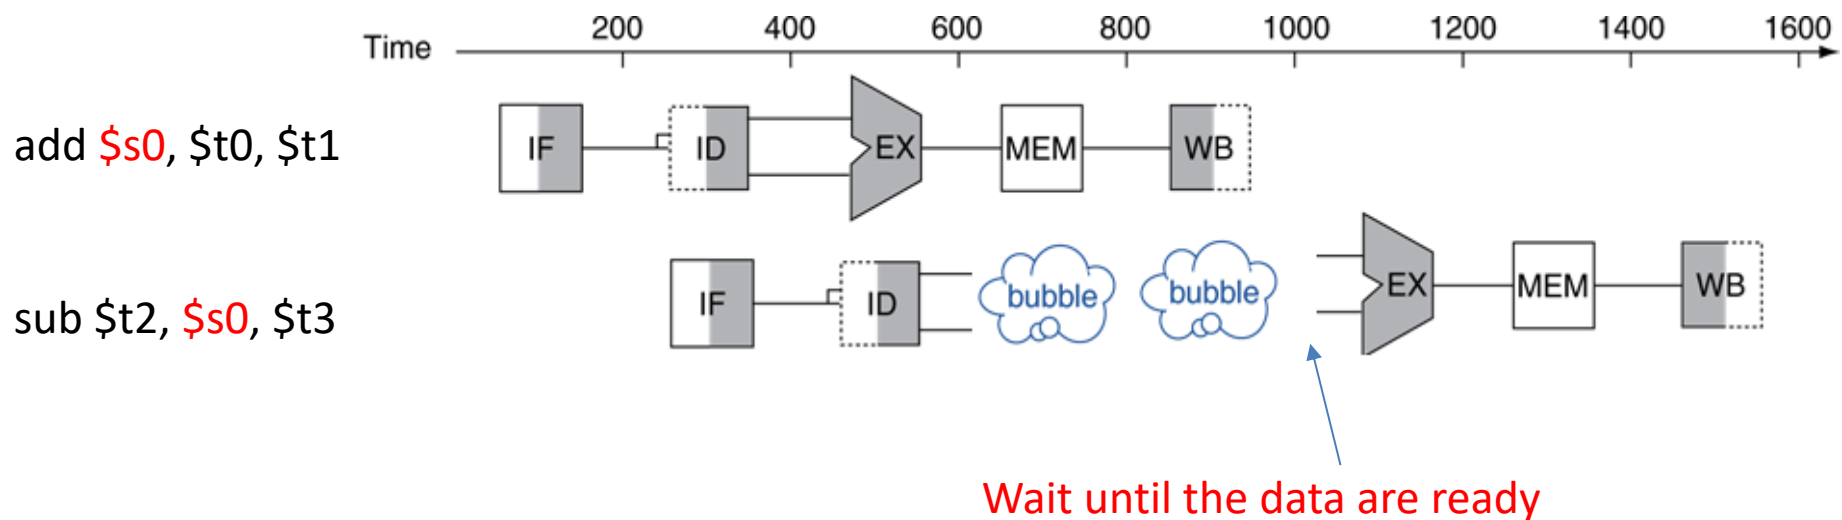 200 400 600 800 1000 1200 1400 1600
Time
add $s0, $t0, $t1
IF ID EX MEM WB
sub $t2, $s0, $t3
IF ID bubble bubble EX MEM WB
Wait until the data are ready